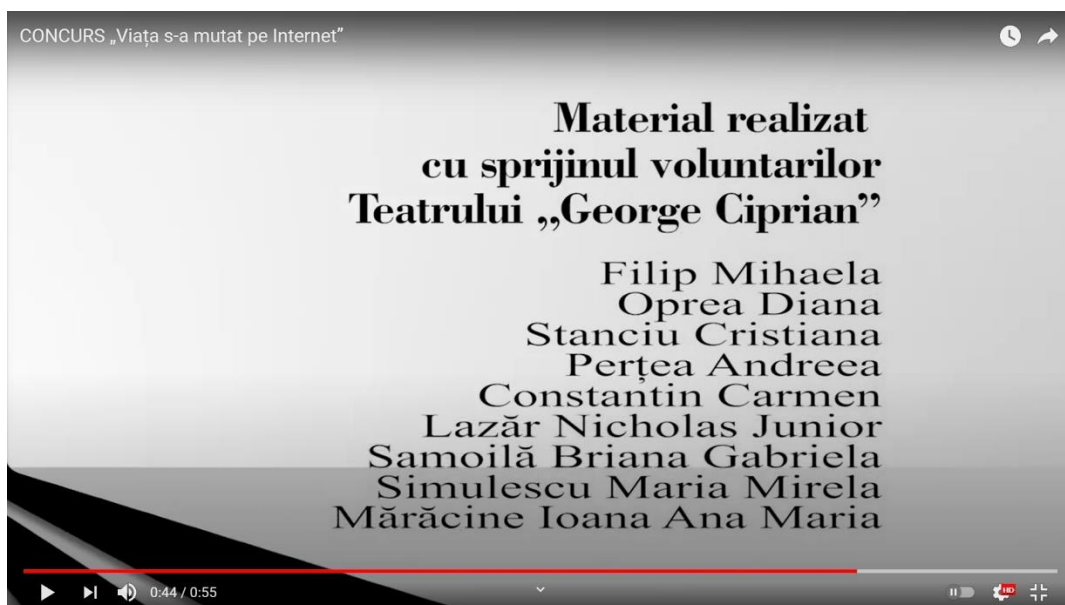 CONCURS „Viața s-a mutat pe Internet”
Material realizat
cu sprijinul voluntarilor
Teatrului „George Ciprian”
Filip Mihaela
Oprea Diana
Stanciu Cristiana
Perțea Andreea
Constantin Carmen
Lazăr Nicholas Junior
Samoilă Briana Gabriela
Simulescu Maria Mirela
Mărăcine Ioana Ana Maria
0:44 / 0:55
HD